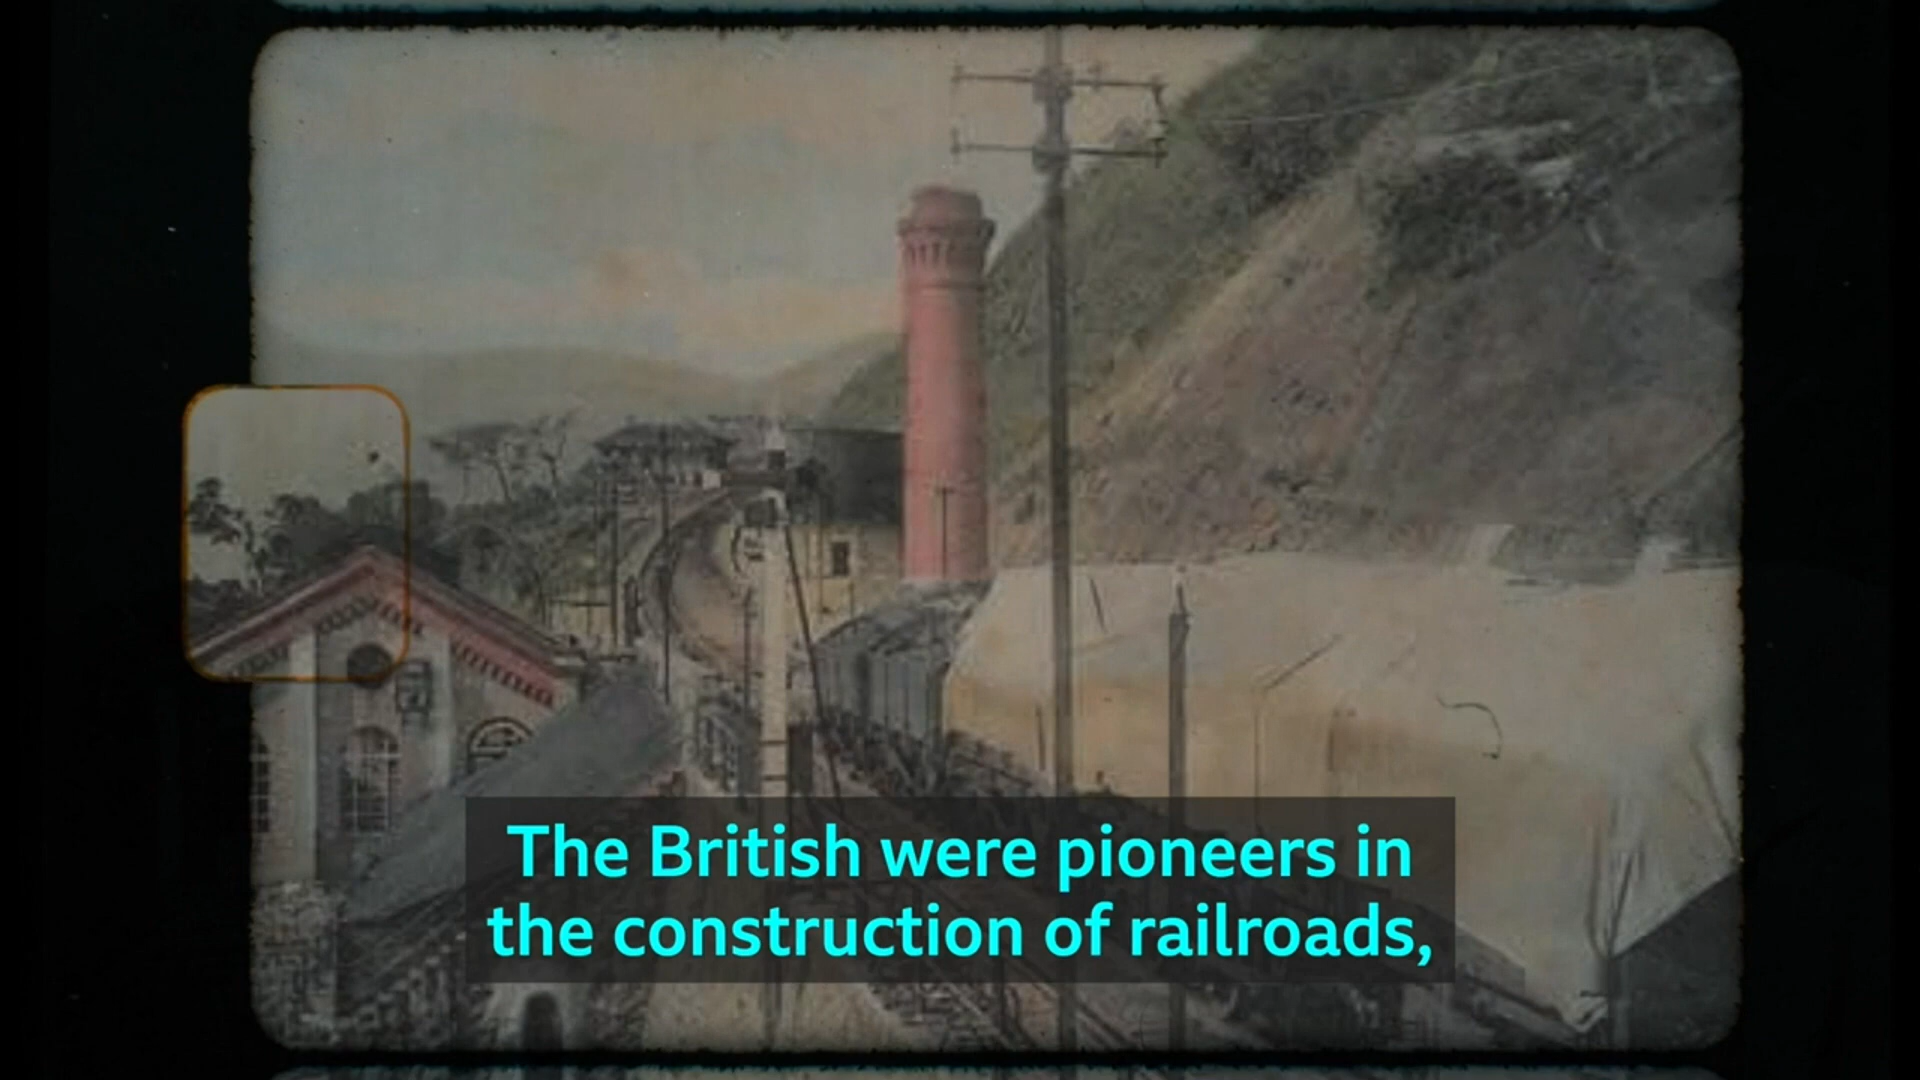 The British were pioneers in
the construction of railroads,